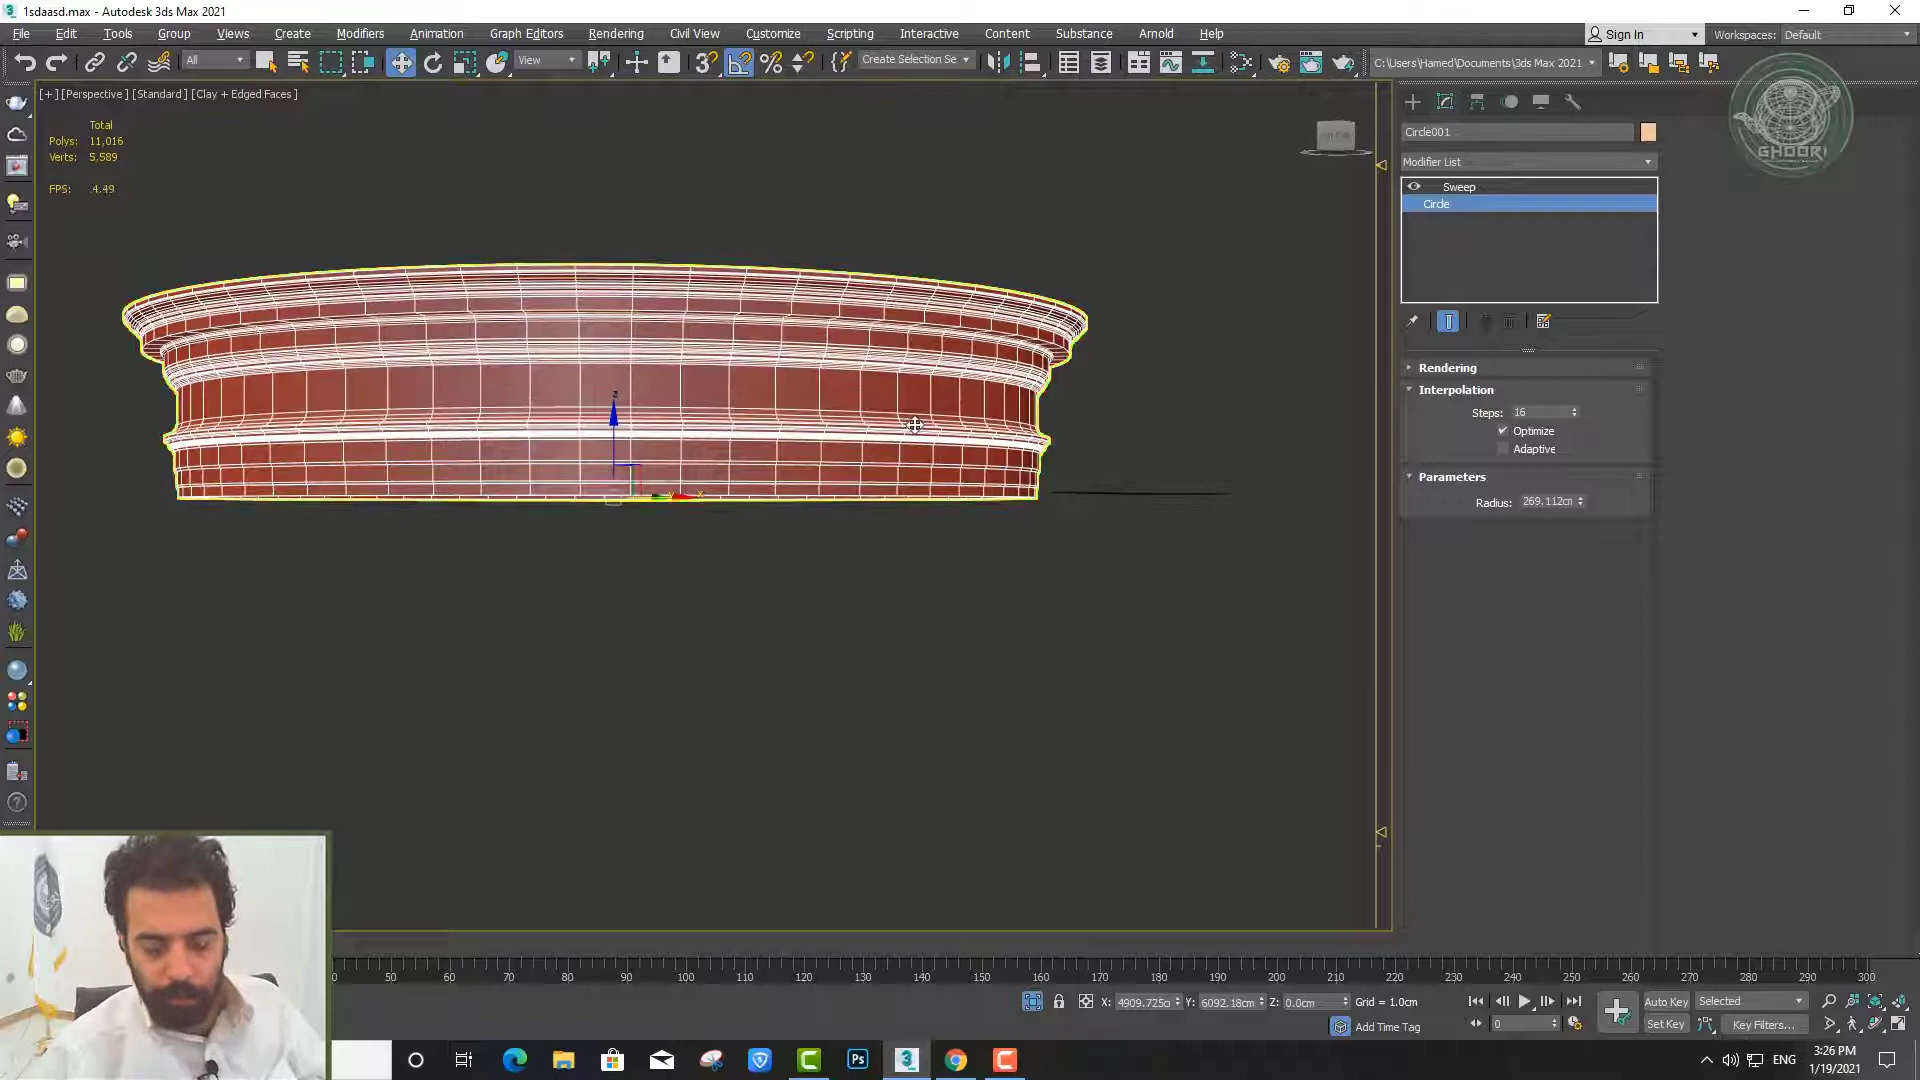 1sdaasd.max - Autodesk 3ds Max 2021
File Edit Tools Group Views Create Modifiers Animation Graph Editors Rendering Civil View Customize Scripting Interactive Content Substance Arnold Help
Sign In
Workspaces: Default
All
View
Create Selection Se
C:\Users\Hamed\Documents\3ds Max 2021
[+] [Perspective ] [Standard ] [Clay + Edged Faces ]
Total
Polys: 11,016
Verts: 5,589
FPS: 4.49
GHOORI
Circle001
Modifier List
Sweep
Circle
Rendering
Interpolation
Steps: 16
Optimize
Adaptive
Parameters
Radius: 269.112cm
50 60 70 80 90 100 110 120 130 140 150 160 170 180 190 200 210 220 230 240 250 260 270 280 290 300
X: 4909.725c Y: 6092.18cm Z: 0.0cm Grid = 1.0cm
Add Time Tag
Auto Key Selected
0 Set Key Key Filters...
ENG
3:26 PM
1/19/2021